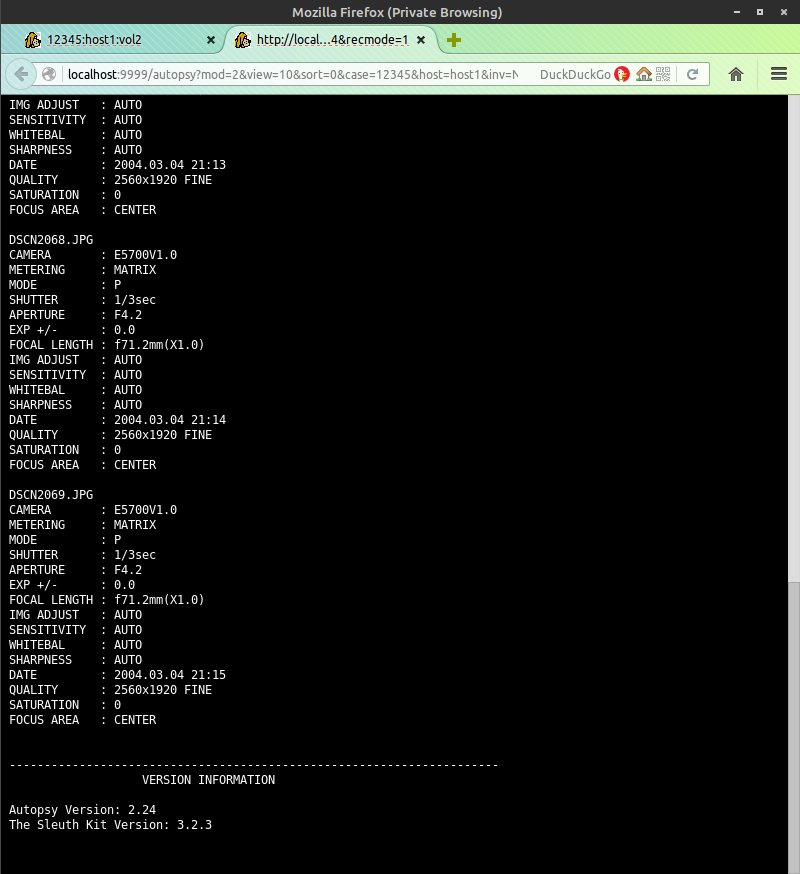 Mozilla Firefox (Private Browsing)
12345:host1:vol2
http://local...4&recmode=1
localhost:9999/autopsy?mod=2&view=10&sort=0&case=12345&host=host1&inv=N
DuckDuckGo
IMG ADJUST : AUTO
SENSITIVITY : AUTO
WHITEBAL : AUTO
SHARPNESS : AUTO
DATE : 2004.03.04 21:13
QUALITY : 2560x1920 FINE
SATURATION : 0
FOCUS AREA : CENTER
DSCN2068.JPG
CAMERA : E5700V1.0
METERING : MATRIX
MODE : P
SHUTTER : 1/3sec
APERTURE : F4.2
EXP +/- : 0.0
FOCAL LENGTH : f71.2mm(X1.0)
IMG ADJUST : AUTO
SENSITIVITY : AUTO
WHITEBAL : AUTO
SHARPNESS : AUTO
DATE : 2004.03.04 21:14
QUALITY : 2560x1920 FINE
SATURATION : 0
FOCUS AREA : CENTER
DSCN2069.JPG
CAMERA : E5700V1.0
METERING : MATRIX
MODE : P
SHUTTER : 1/3sec
APERTURE : F4.2
EXP +/- : 0.0
FOCAL LENGTH : f71.2mm(X1.0)
IMG ADJUST : AUTO
SENSITIVITY : AUTO
WHITEBAL : AUTO
SHARPNESS : AUTO
DATE : 2004.03.04 21:15
QUALITY : 2560x1920 FINE
SATURATION : 0
FOCUS AREA : CENTER
----------------------------------------------------------------------
VERSION INFORMATION
Autopsy Version: 2.24
The Sleuth Kit Version: 3.2.3